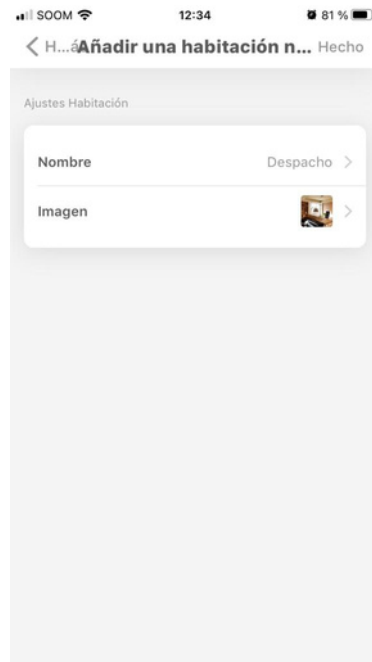 SOOM 12:34 81 %
H...á Añadir una habitación n... Hecho
Ajustes Habitación
Nombre Despacho
Imagen